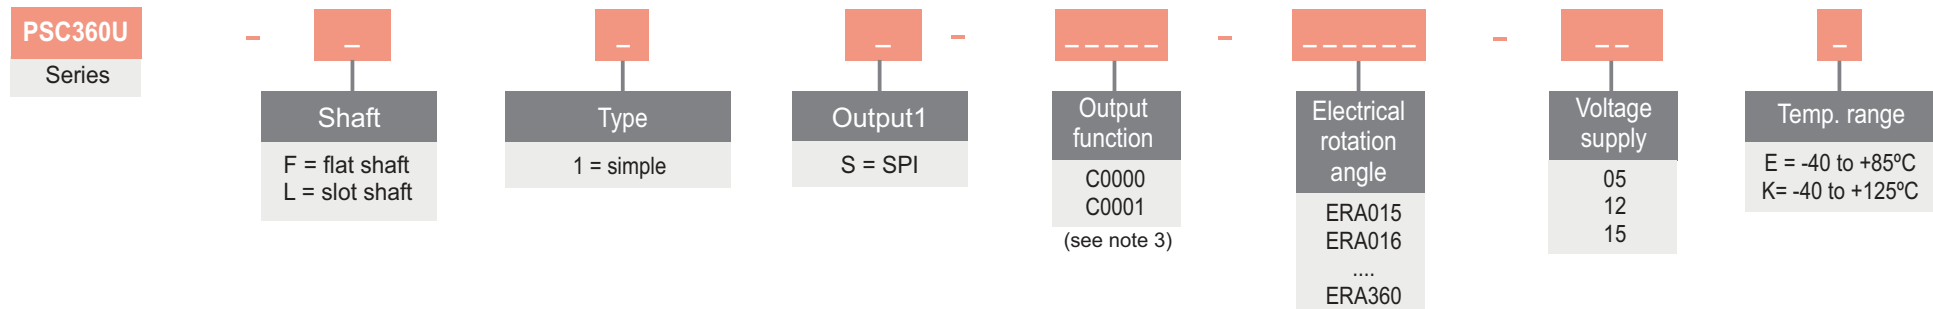 PSC360U - _ _ _ - _ _ _ _ _ - _ _ _ _ _ _ - _ _ _
Series
Shaft
F = flat shaft
L = slot shaft
Type
1 = simple
Output1
S = SPI
Output
function
C0000
C0001
(see note 3)
Electrical
rotation
angle
ERA015
ERA016
....
ERA360
Voltage
supply
05
12
15
Temp. range
E = -40 to +85ºC
K= -40 to +125ºC